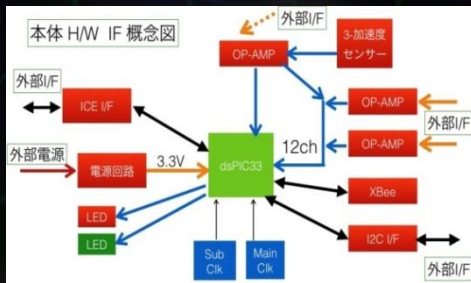 本体 H/W IF 概念図
外部I/F
3-加速度
センサー
OP-AMP
外部I/F
ICE I/F
OP-AMP
外部I/F
12ch
OP-AMP
外部電源
電源回路
3.3V
dsPIC33
XBee
LED
I2C I/F
LED
Sub
Clk
Main
Clk
外部I/F